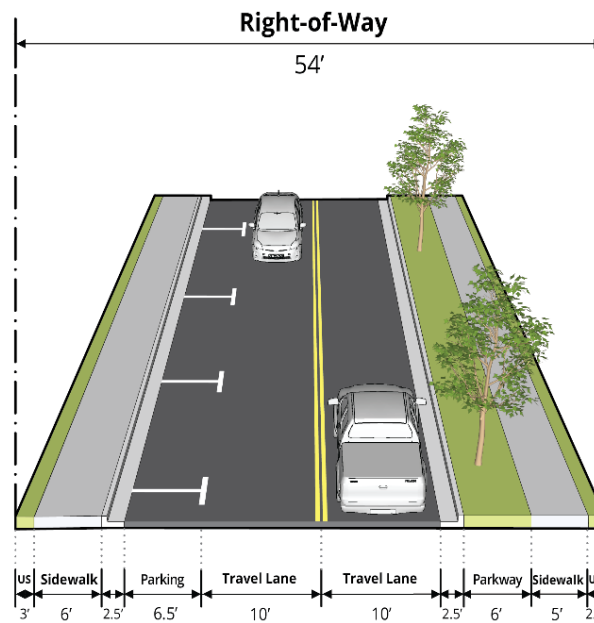 Right-of-Way
54’
US Sidewalk Parking Travel Lane Travel Lane Parkway Sidewalk
3’ 6’ 2.5’ 6.5’ 10’ 10’ 2.5’ 6’ 5’